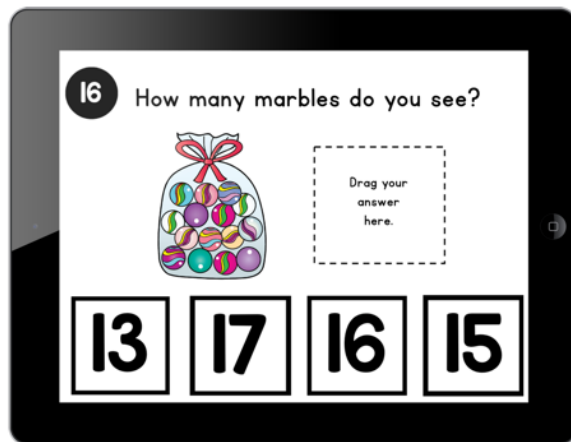 16
How many marbles do you see?
Drag your
answer
here.
13 17 16 15